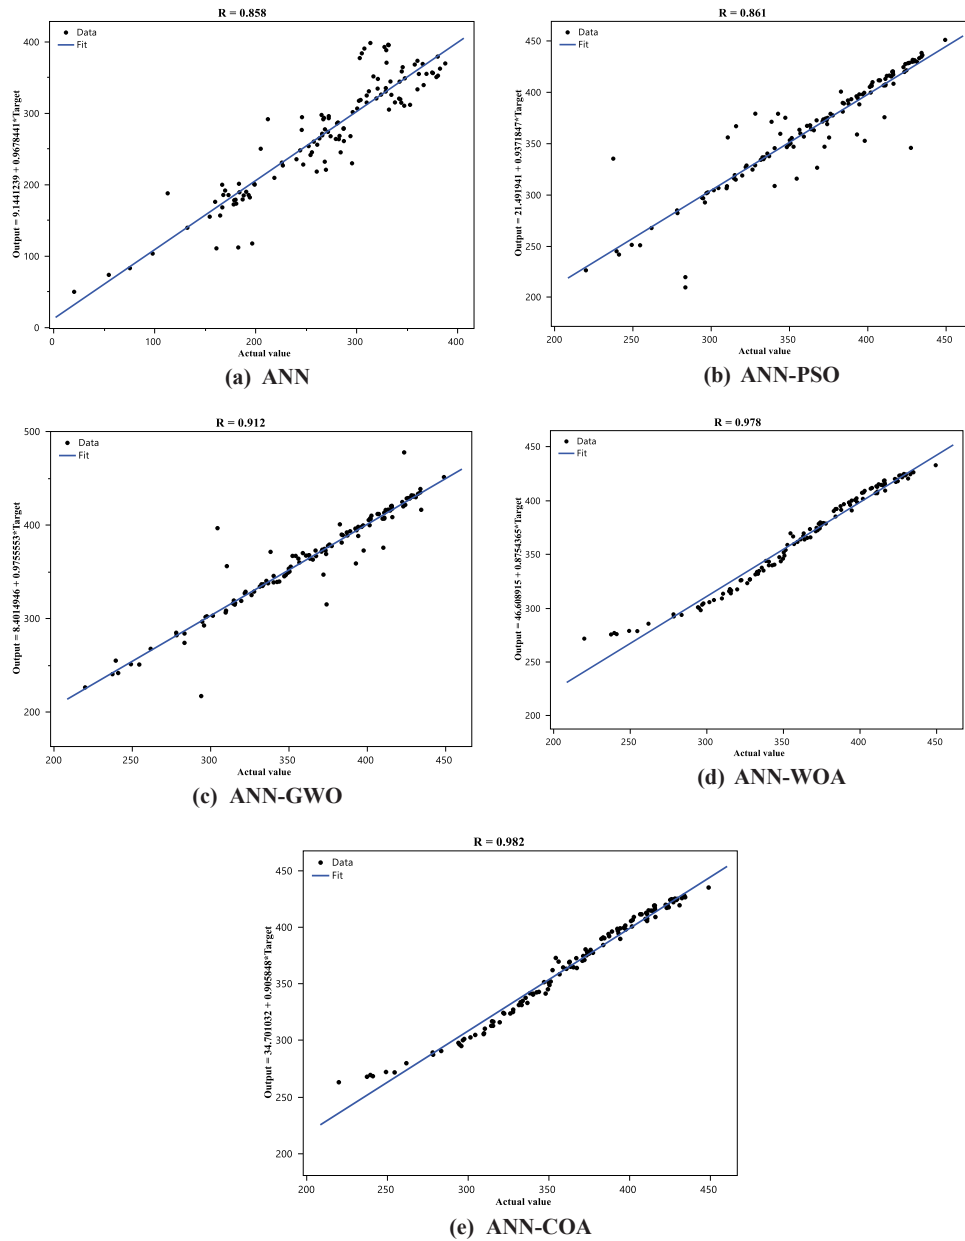 R = 0.858
Data
Fit
400
300
200
100
0
0
100
200
300
400
Output = 9.1441239 + 0.9678441*Target
Actual value
(a) ANN
R = 0.861
Data
Fit
450
400
350
300
250
200
200
250
300
350
400
450
Output = 21.491941 + 0.9371847*Target
Actual value
(b) ANN-PSO
R = 0.912
Data
Fit
500
400
300
200
200
250
300
350
400
450
Output = 8.4014946 + 0.9755553*Target
Actual value
(c) ANN-GWO
R = 0.978
Data
Fit
450
400
350
300
250
200
200
250
300
350
400
450
Output = 46.608915 + 0.8754365*Target
Actual value
(d) ANN-WOA
R = 0.982
Data
Fit
450
400
350
300
250
200
200
250
300
350
400
450
Output = 34.701032 + 0.905848*Target
Actual value
(e) ANN-COA